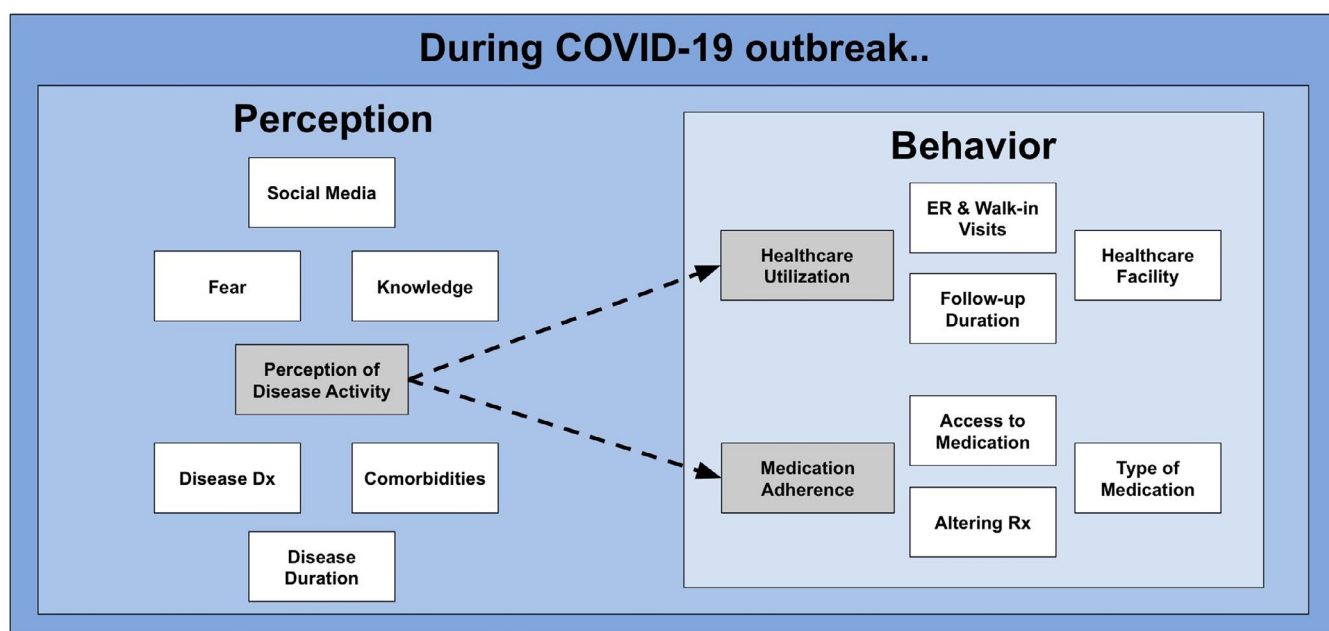 During COVID-19 outbreak..
Perception
Social Media
Fear
Knowledge
Perception of
Disease Activity
Disease Dx
Comorbidities
Disease
Duration
Behavior
Healthcare
Utilization
ER & Walk-in
Visits
Follow-up
Duration
Healthcare
Facility
Medication
Adherence
Access to
Medication
Altering Rx
Type of
Medication